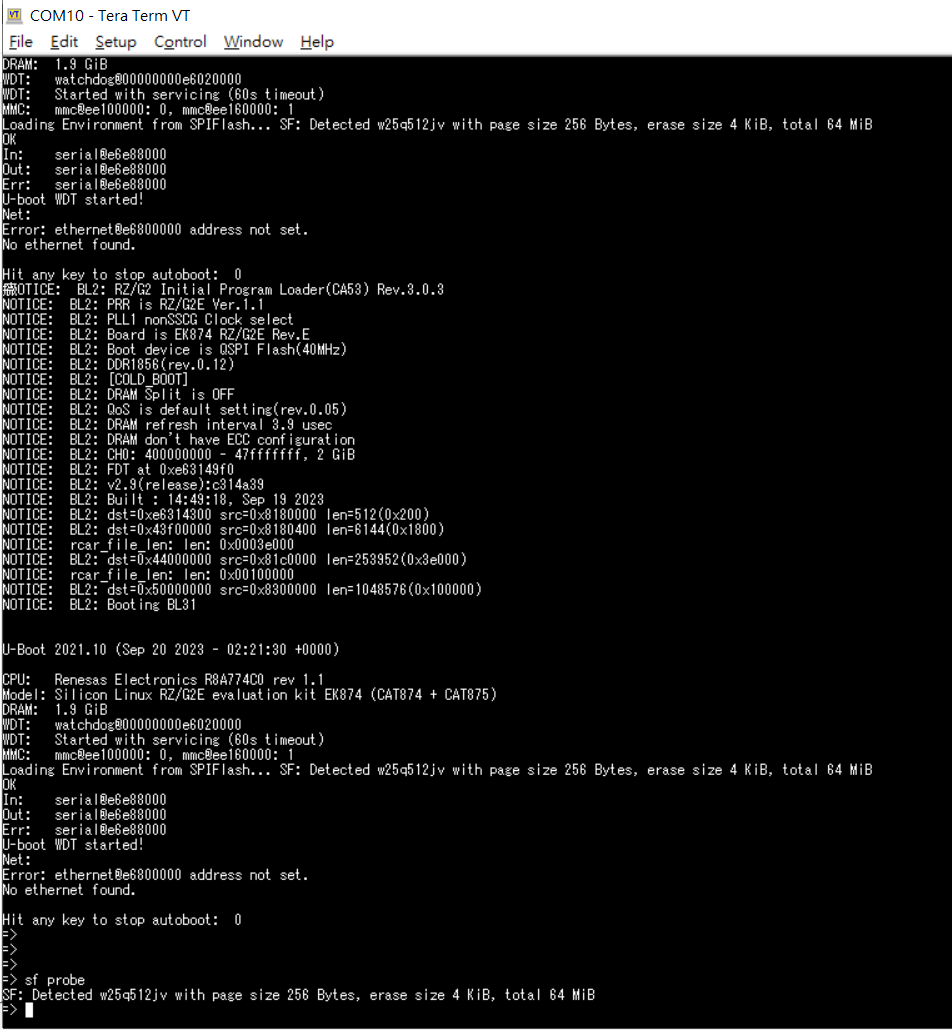 COM10 - Tera Term VT
File Edit Setup Control Window Help
DRAM:  1.9 GiB
WDT:   watchdog@00000000e6020000
WDT:   Started with servicing (60s timeout)
MMC:   mmc@ee100000: 0, mmc@ee160000: 1
Loading Environment from SPIFlash... SF: Detected w25q512jv with page size 256 Bytes, erase size 4 KiB, total 64 MiB
OK
In:    serial@e6e88000
Out:   serial@e6e88000
Err:   serial@e6e88000
U-boot WDT started!
Net:
Error: ethernet@e6800000 address not set.
No ethernet found.
Hit any key to stop autoboot:  0
OTICE:  BL2: RZ/G2 Initial Program Loader(CA53) Rev.3.0.3
NOTICE:  BL2: PRR is RZ/G2E Ver.1.1
NOTICE:  BL2: PLL1 nonSSCG Clock select
NOTICE:  BL2: Board is EK874 RZ/G2E Rev.E
NOTICE:  BL2: Boot device is QSPI Flash(40MHz)
NOTICE:  BL2: DDR1856(rev.0.12)
NOTICE:  BL2: [COLD_BOOT]
NOTICE:  BL2: DRAM Split is OFF
NOTICE:  BL2: QoS is default setting(rev.0.05)
NOTICE:  BL2: DRAM refresh interval 3.9 usec
NOTICE:  BL2: DRAM don't have ECC configuration
NOTICE:  BL2: CH0: 400000000 - 47fffffff, 2 GiB
NOTICE:  BL2: FDT at 0xe63149f0
NOTICE:  BL2: v2.9(release):c314a39
NOTICE:  BL2: Built : 14:49:18, Sep 19 2023
NOTICE:  BL2: dst=0xe6314300 src=0x8180000 len=512(0x200)
NOTICE:  BL2: dst=0x43f00000 src=0x8180400 len=6144(0x1800)
NOTICE:  rcar_file_len: len: 0x0003e000
NOTICE:  BL2: dst=0x44000000 src=0x81c0000 len=253952(0x3e000)
NOTICE:  rcar_file_len: len: 0x00100000
NOTICE:  BL2: dst=0x50000000 src=0x8300000 len=1048576(0x100000)
NOTICE:  BL2: Booting BL31
U-Boot 2021.10 (Sep 20 2023 - 02:21:30 +0000)
CPU:   Renesas Electronics R8A774C0 rev 1.1
Model: Silicon Linux RZ/G2E evaluation kit EK874 (CAT874 + CAT875)
DRAM:  1.9 GiB
WDT:   watchdog@00000000e6020000
WDT:   Started with servicing (60s timeout)
MMC:   mmc@ee100000: 0, mmc@ee160000: 1
Loading Environment from SPIFlash... SF: Detected w25q512jv with page size 256 Bytes, erase size 4 KiB, total 64 MiB
OK
In:    serial@e6e88000
Out:   serial@e6e88000
Err:   serial@e6e88000
U-boot WDT started!
Net:
Error: ethernet@e6800000 address not set.
No ethernet found.
Hit any key to stop autoboot:  0
=>
=>
=>
=> sf probe
SF: Detected w25q512jv with page size 256 Bytes, erase size 4 KiB, total 64 MiB
=>